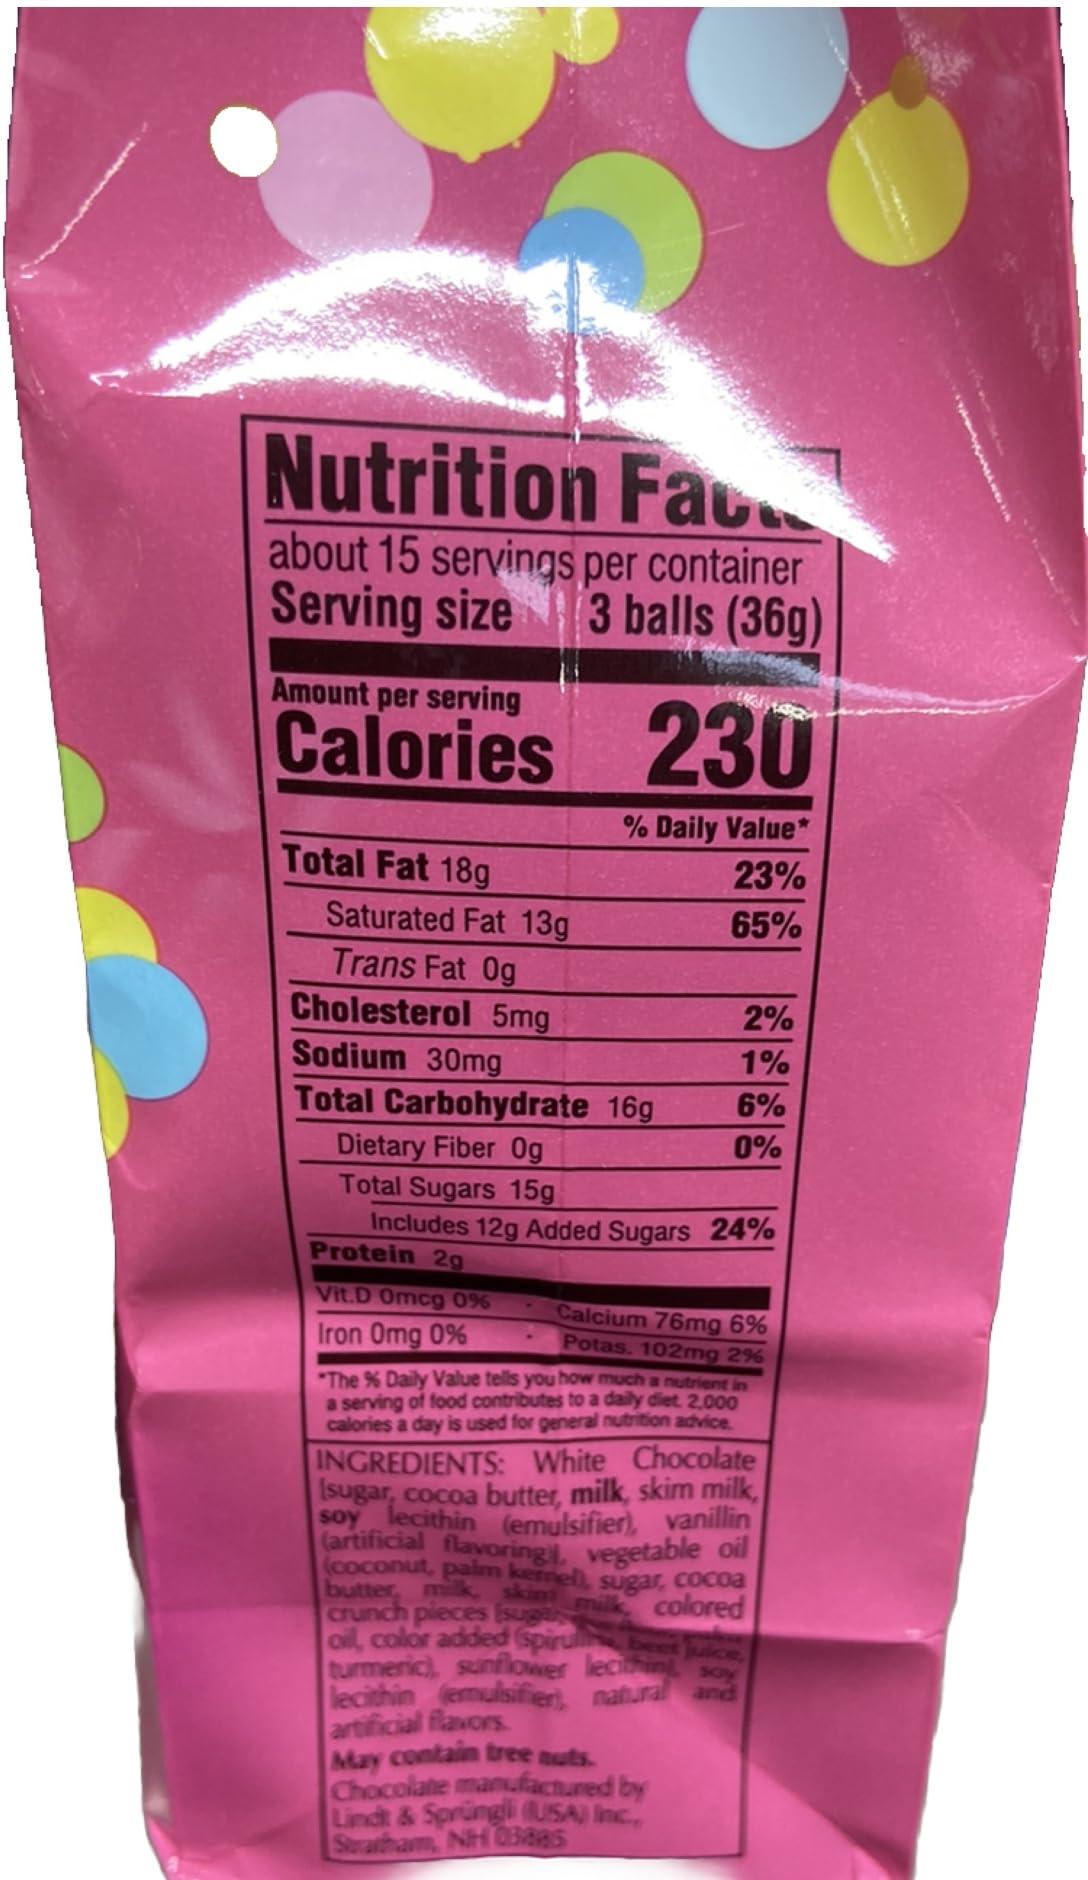 Nutrition Facts
about 15 servings per container
Serving size 3 balls (36g)
Amount per serving
Calories 230
% Daily Value*
Total Fat 18g 23%
Saturated Fat 13g 65%
Trans Fat 0g
Cholesterol 5mg 2%
Sodium 30mg 1%
Total Carbohydrate 16g 6%
Dietary Fiber 0g 0%
Total Sugars 15g
Includes 12g Added Sugars 24%
Protein 2g
Vit.D 0mcg 0% · Calcium 76mg 6%
Iron 0mg 0% · Potas. 102mg 2%
*The % Daily Value tells you how much a nutrient in
a serving of food contributes to a daily diet. 2,000
calories a day is used for general nutrition advice.
INGREDIENTS: White Chocolate
[sugar, cocoa butter, milk, skim milk,
soy lecithin (emulsifier), vanillin
(artificial flavoring)], vegetable oil
(coconut, palm kernel), sugar, cocoa
butter, milk, skim milk, colored
crunch pieces [sugar,
oil, color added (spirulina, beet juice,
turmeric), sunflower lecithin], soy
lecithin (emulsifier), natural and
artificial flavors.
May contain tree nuts.
Chocolate manufactured by
Lindt & Sprüngli (USA) Inc.,
Stratham, NH 03885